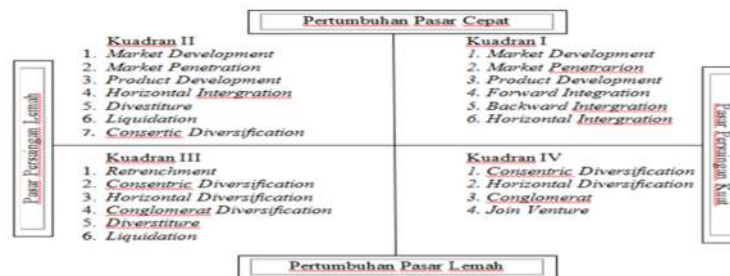 Pertumbuhan Pasar Cepat
Kuadran II
1. Market Development
2. Market Penetration
3. Product Development
4. Horizontal Intergration
5. Divestiture
6. Liquidation
7. Consertic Diversification
Kuadran I
1. Market Development
2. Market Penetrarion
3. Product Development
4. Forward Integration
5. Backward Intergration
6. Horizontal Intergration
Pasar Persaingan Lemah
Pasar Persaingan Kuat
Kuadran III
1. Retrenchment
2. Consentric Diversification
3. Horizontal Diversification
4. Conglomerat Diversification
5. Diverstiture
6. Liquidation
Kuadran IV
1. Consentric Diversification
2. Horizontal Diversification
3. Conglomerat
4. Join Venture
Pertumbuhan Pasar Lemah